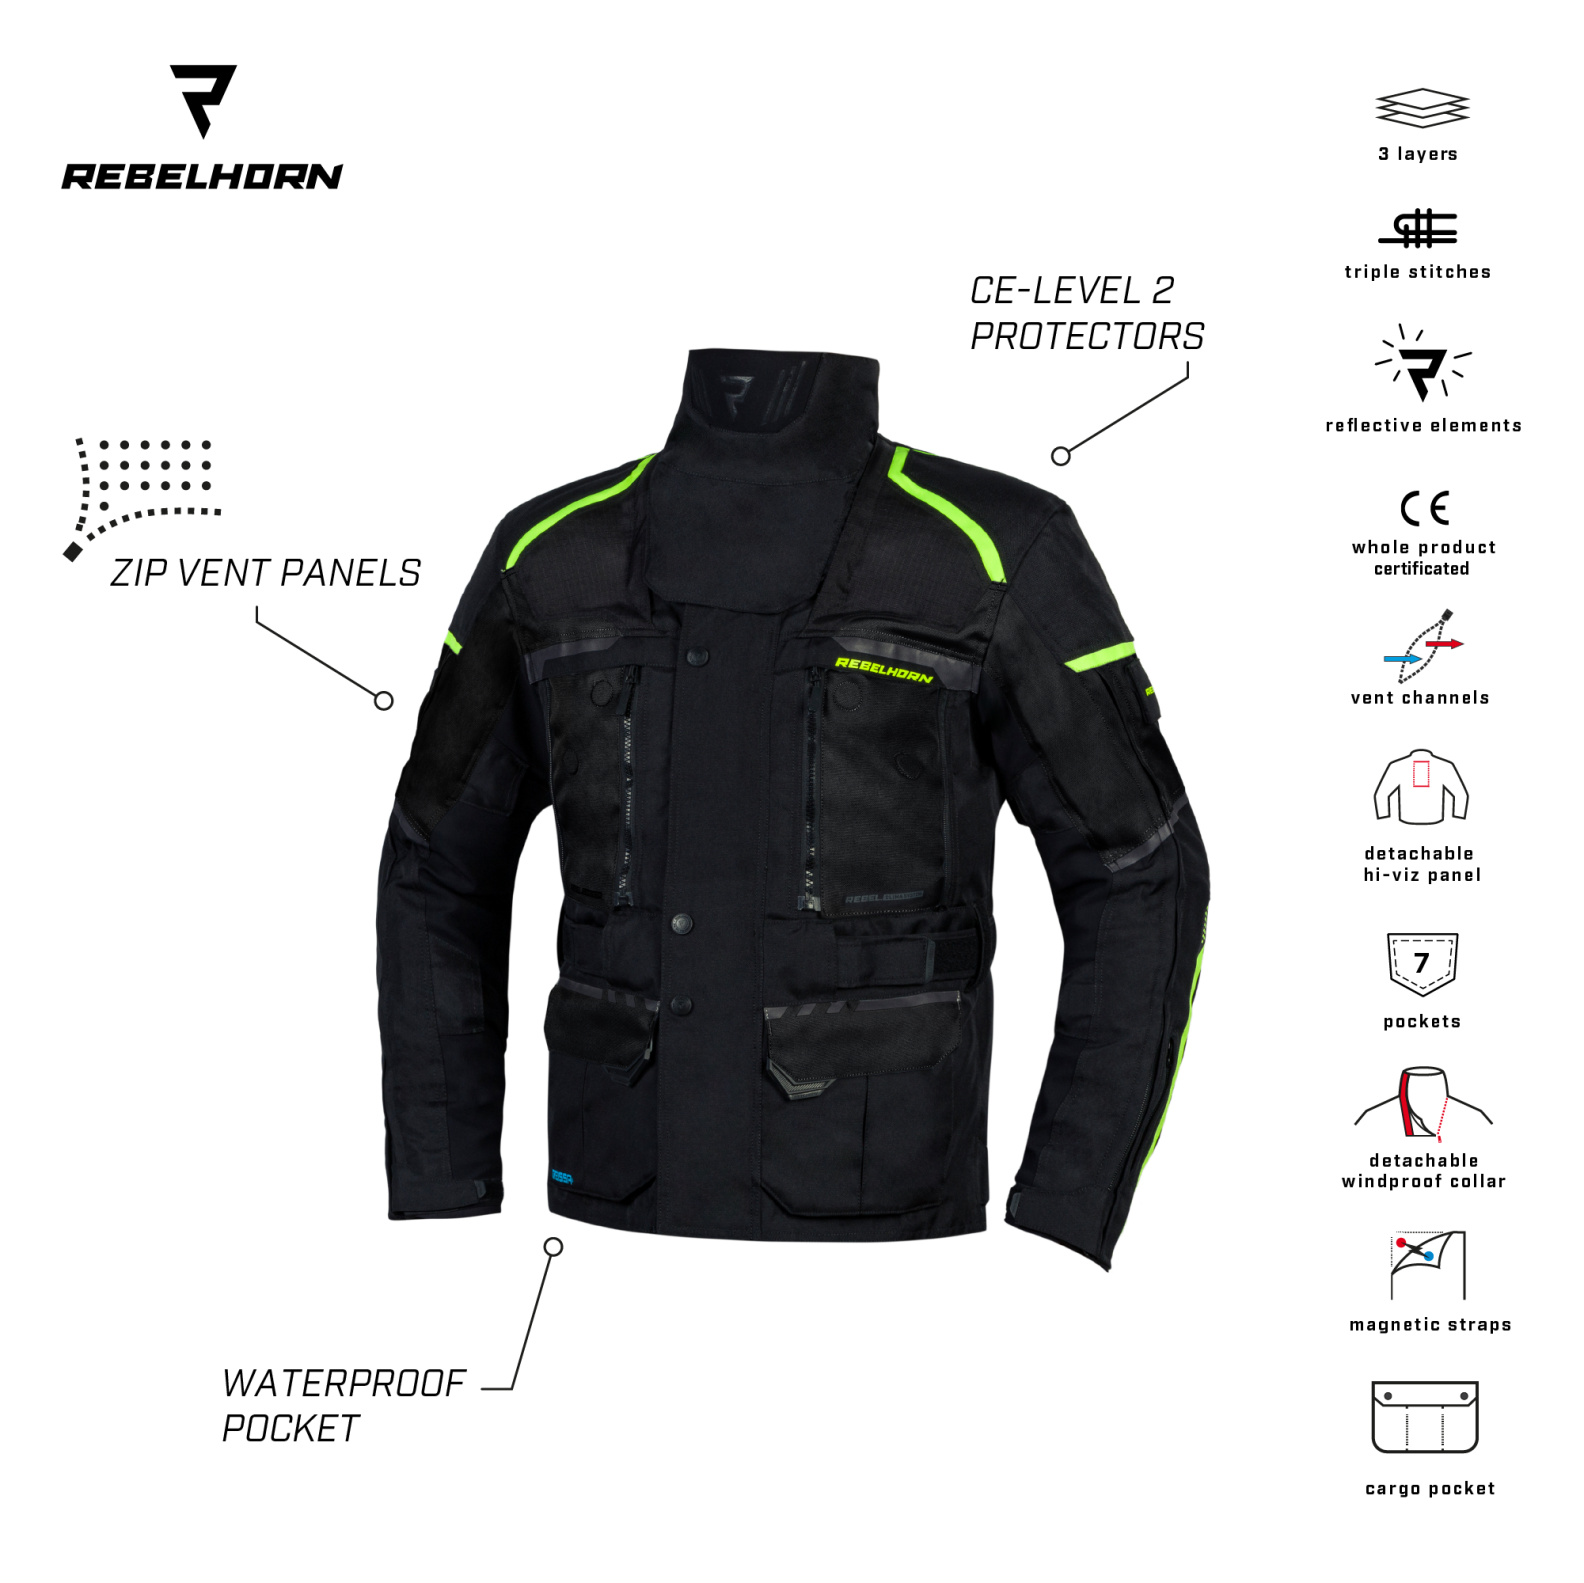 REBELHORN
3 layers
triple stitches
CE-LEVEL 2
PROTECTORS
reflective elements
CE
whole product
certificated
ZIP VENT PANELS
REBELHORN
vent channels
detachable
hi-viz panel
7
pockets
detachable
windproof collar
magnetic straps
WATERPROOF
POCKET
cargo pocket